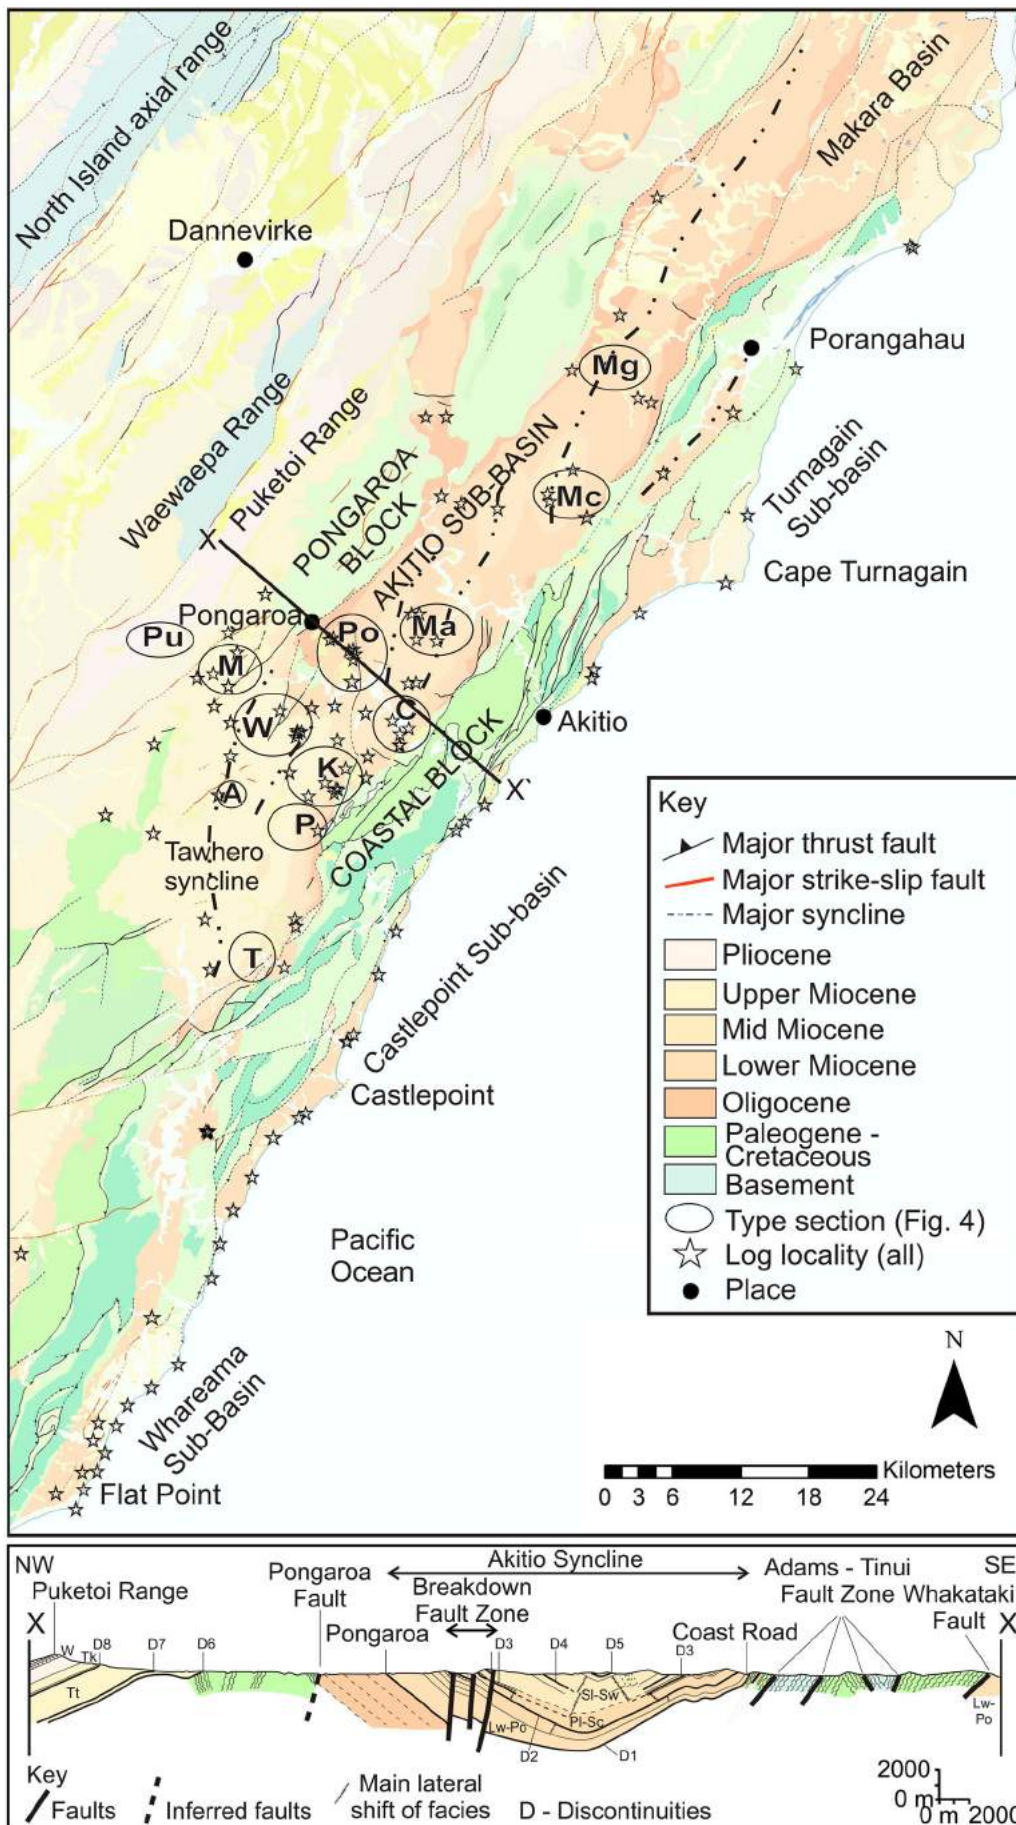 North Island axial range
Makara Basin
Dannevirke
Porangahau
Mg
Waewaepa Range
Puketoi Range
PONGAROA
BLOCK
AKITIO SUB-BASIN
Mc
Turnagain
Sub-basin
X
Cape Turnagain
Pongaroa
Pu
Po
Ma
M
W
C
Akitio
COASTAL BLOCK
X'
K
A
P
Tawhero
syncline
T
Castlepoint Sub-basin
Castlepoint
Pacific
Ocean
Whareama
Sub-Basin
Flat Point
Key
Major thrust fault
Major strike-slip fault
Major syncline
Pliocene
Upper Miocene
Mid Miocene
Lower Miocene
Oligocene
Paleogene -
Cretaceous
Basement
Type section (Fig. 4)
Log locality (all)
Place
N
Kilometers
0 3 6 12 18 24
NW
Puketoi Range
X
Pongaroa
Fault
Pongaroa
Akitio Syncline
Breakdown
Fault Zone
Coast Road
Adams - Tinui
Fault Zone
Whakataki
Fault
SE
X'
W
Tk
D8
D7
D6
D3
D4
D5
D3
Tt
Sl-Sw
Pl-Sc
Lw-Po
D2
D1
Lw-
Po
Key
Faults
Inferred faults
Main lateral
shift of facies
D - Discontinuities
2000
0 m
0 m 2000